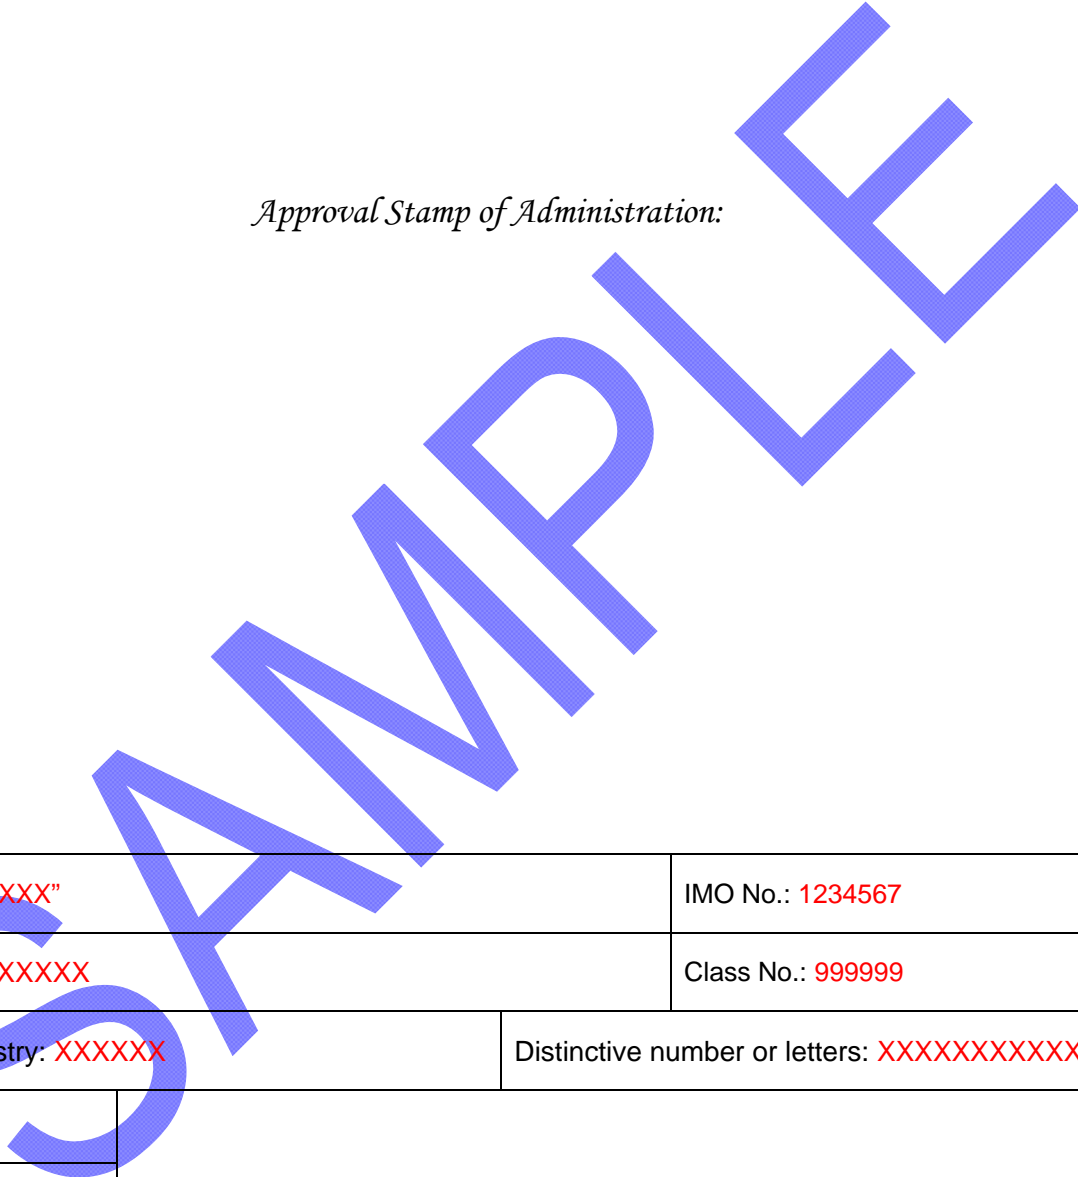 Approval Stamp of Administration:
SAMPLE
XXX” IMO No.: 1234567
XXXXX Class No.: 999999
stry: XXXXXX Distinctive number or letters: XXXXXXXXXXX